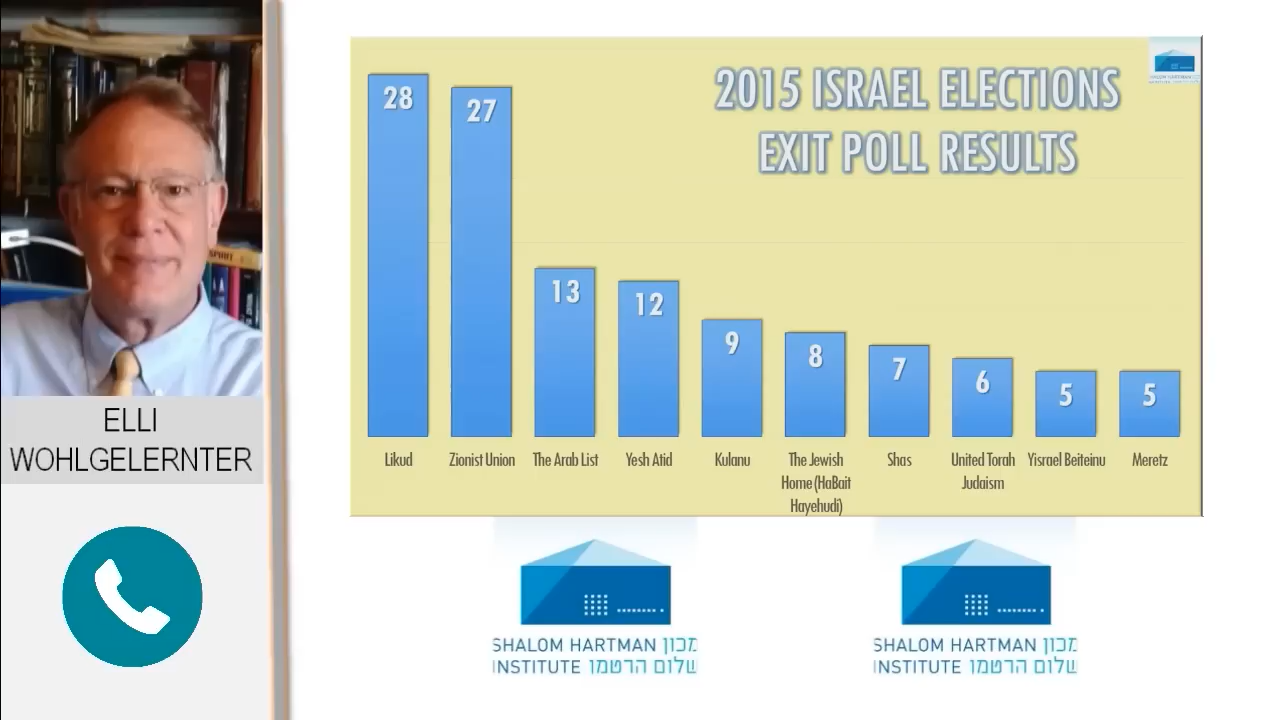 SPIRIT
ELLI
WOHLGELERNTER
2015 ISRAEL ELECTIONS
EXIT POLL RESULTS
28
27
13
12
9
8
7
6
5
5
Likud
Zionist Union
The Arab List
Yesh Atid
Kulanu
The Jewish
Home (HaBait
Hayehudi)
Shas
United Torah
Judaism
Yisrael Beiteinu
Meretz
SHALOM HARTMAN מכון
INSTITUTE שלום הרטמן
SHALOM HARTMAN מכון
INSTITUTE שלום הרטמן